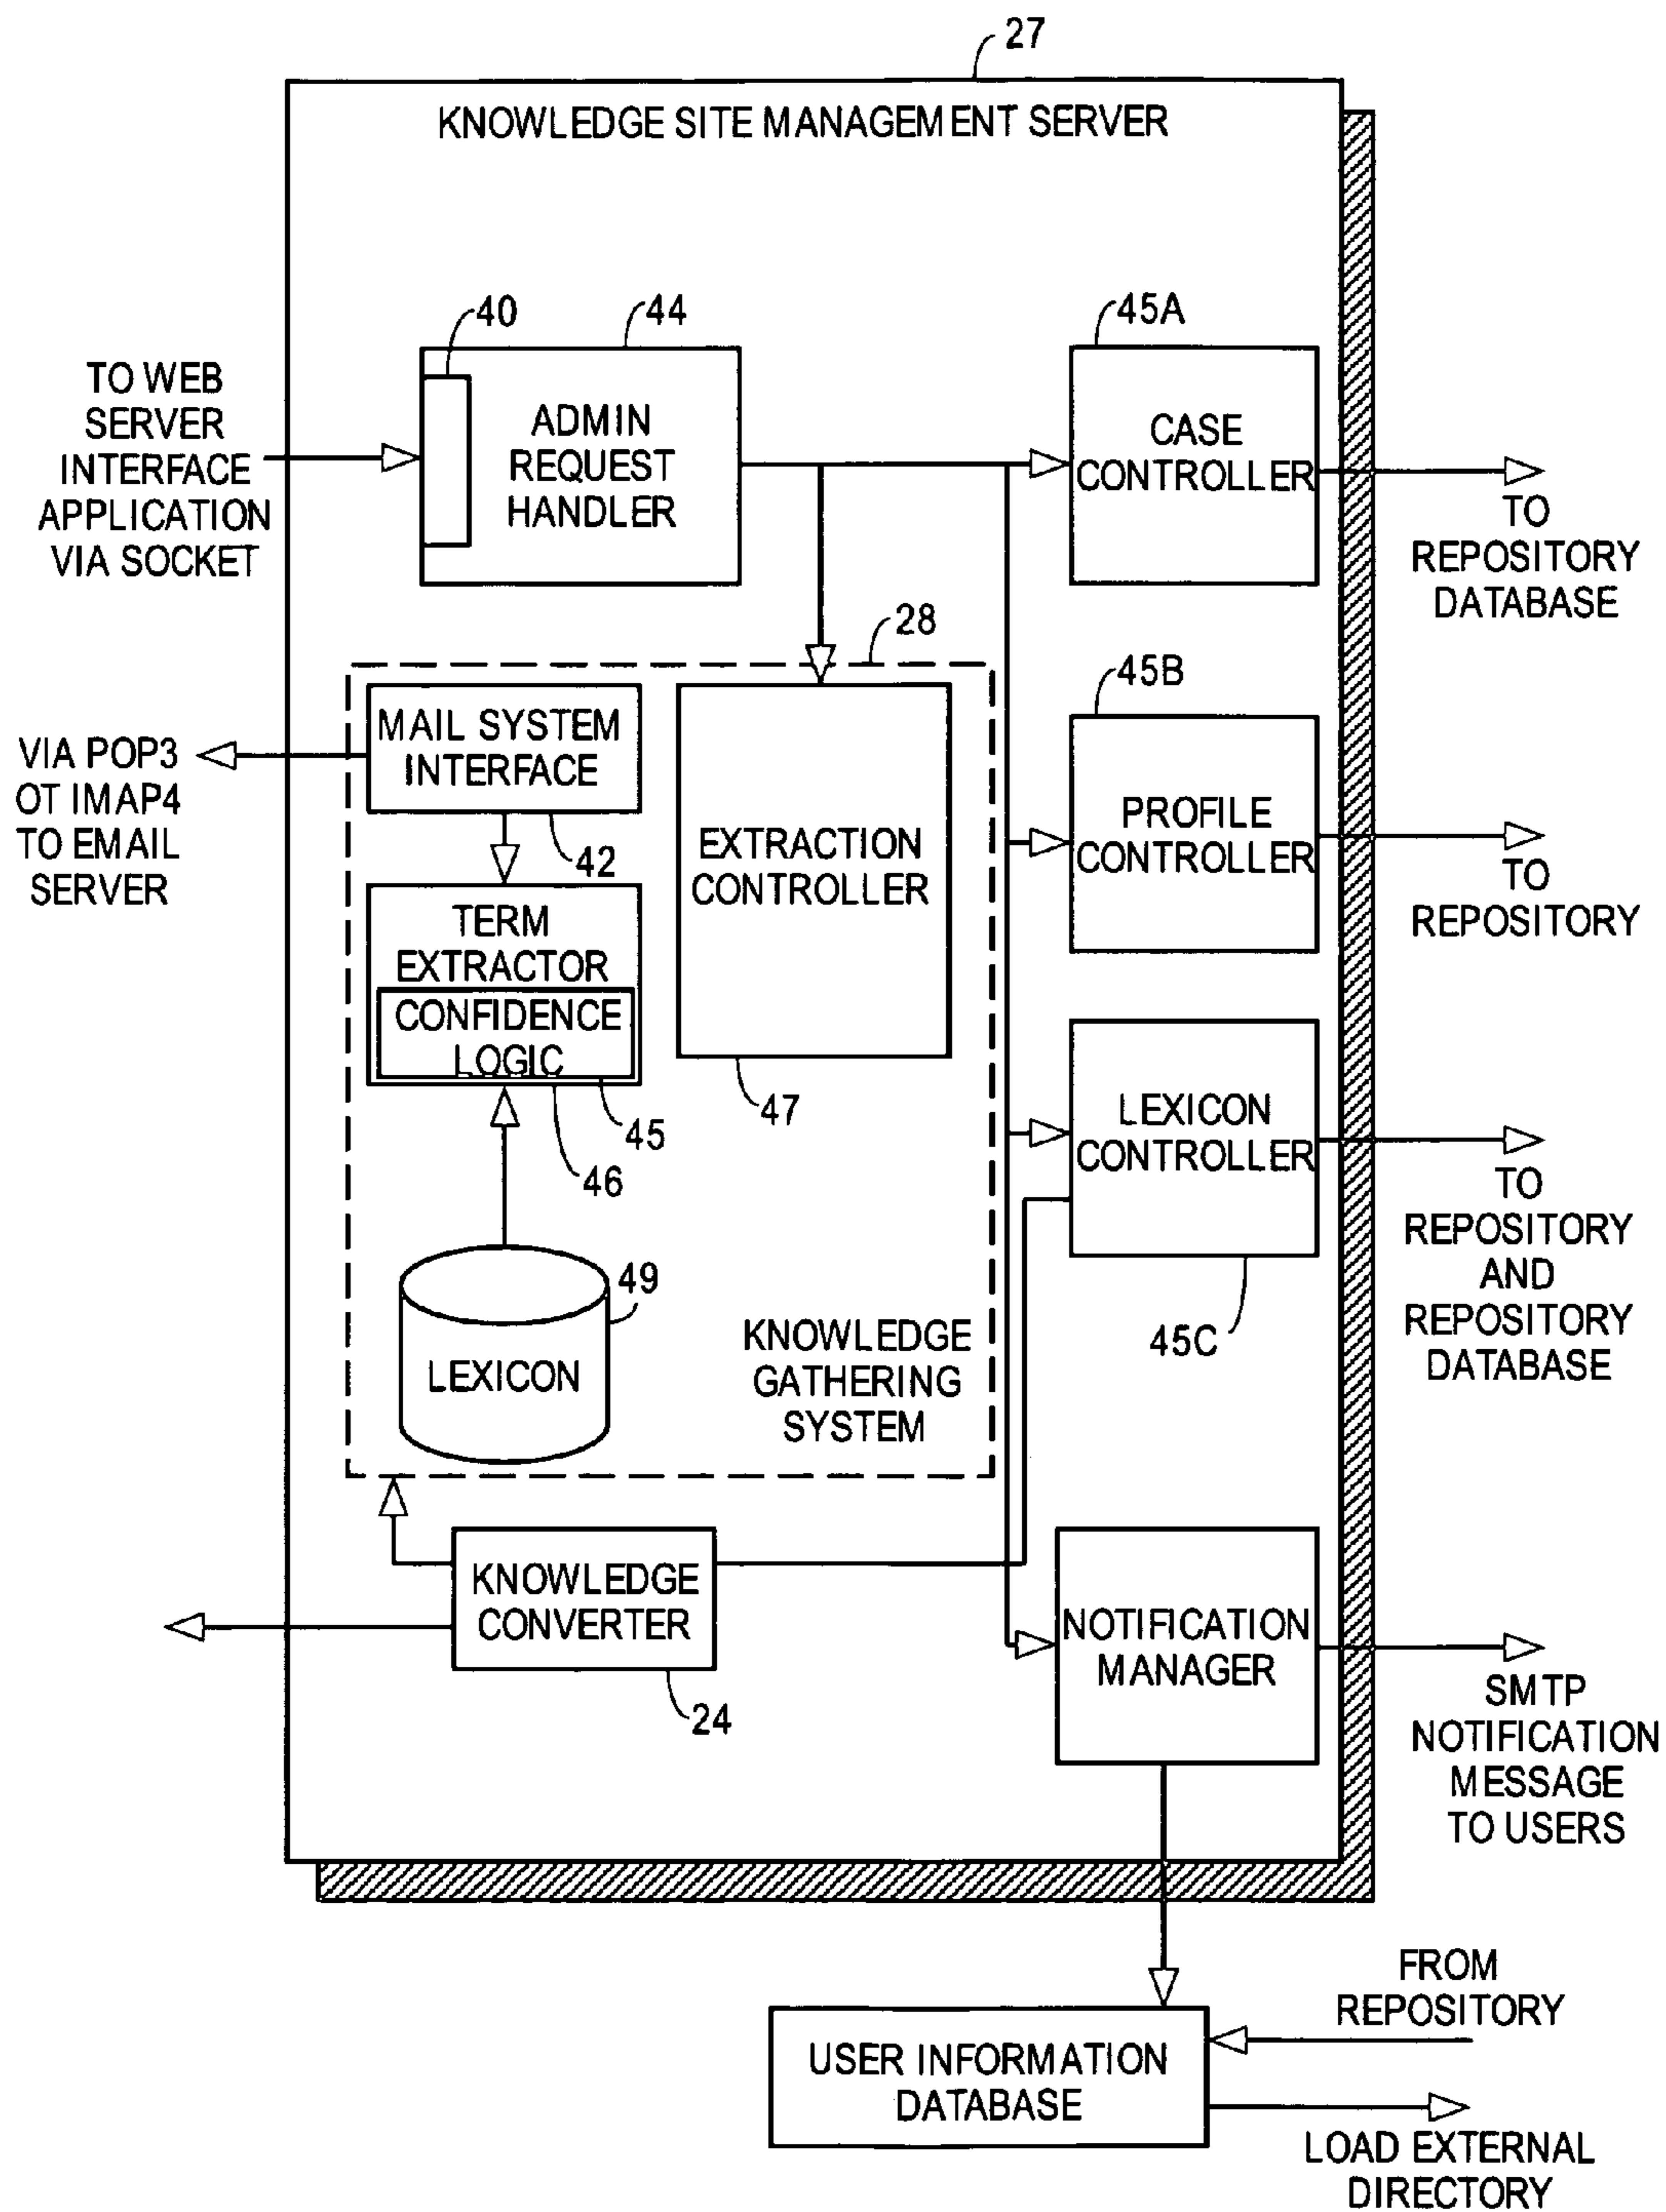 27
KNOWLEDGE SITE MANAGEMENT SERVER
40
44
45A
TO WEB
SERVER
INTERFACE
APPLICATION
VIA SOCKET
ADMIN
REQUEST
HANDLER
CASE
CONTROLLER
TO
REPOSITORY
DATABASE
28
45B
MAIL SYSTEM
INTERFACE
VIA POP3
OT IMAP4
TO EMAIL
SERVER
42
EXTRACTION
CONTROLLER
PROFILE
CONTROLLER
TO
REPOSITORY
TERM
EXTRACTOR
CONFIDENCE
LOGIC
47
45
46
LEXICON
CONTROLLER
TO
REPOSITORY
AND
REPOSITORY
DATABASE
45C
49
LEXICON
KNOWLEDGE
GATHERING
SYSTEM
KNOWLEDGE
CONVERTER
24
NOTIFICATION
MANAGER
SMTP
NOTIFICATION
MESSAGE
TO USERS
FROM
REPOSITORY
USER INFORMATION
DATABASE
LOAD EXTERNAL
DIRECTORY